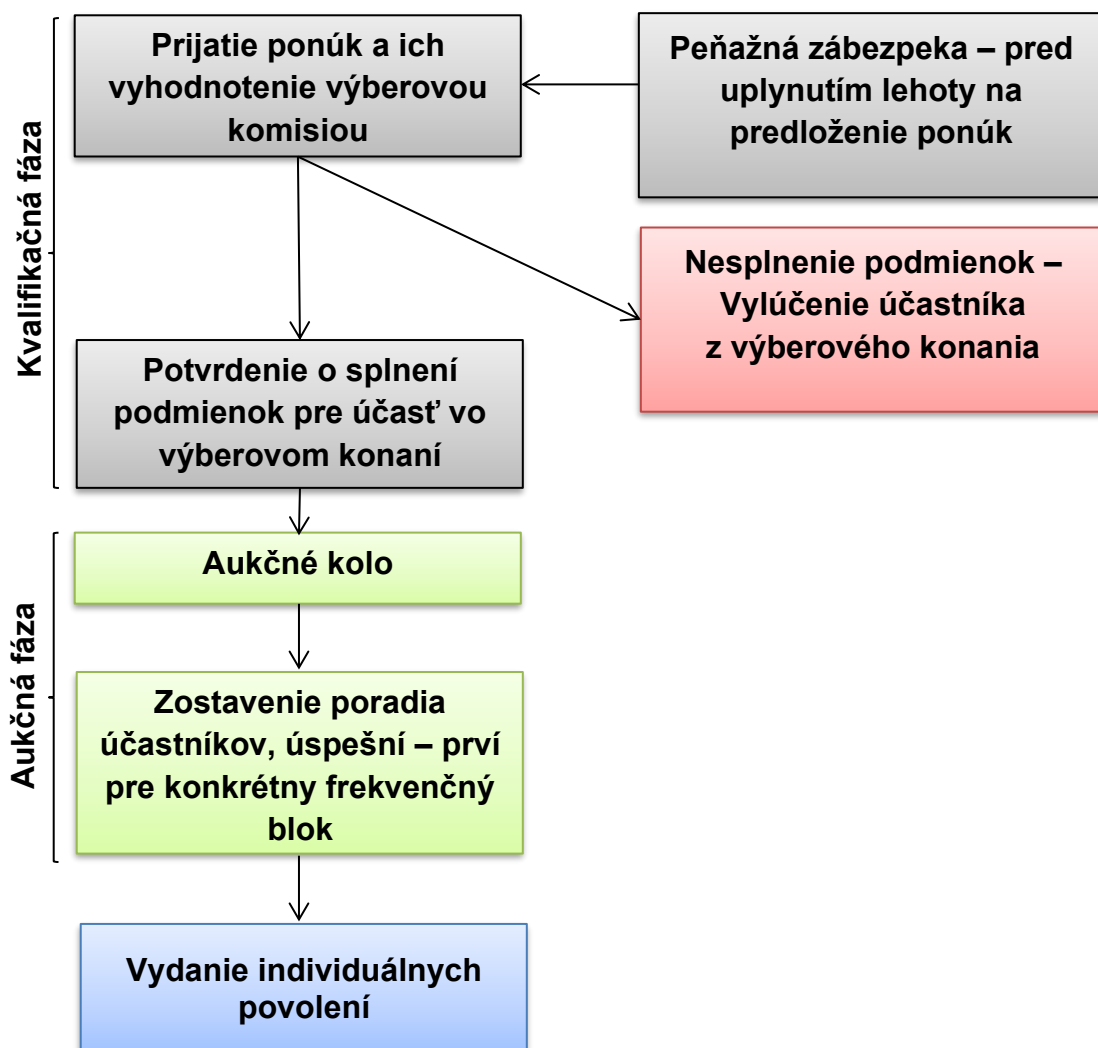 Kvalifikačná fáza
Prijatie ponúk a ich
vyhodnotenie výberovou
komisiou
Peňažná zábezpeka – pred
uplynutím lehoty na
predloženie ponúk
Nesplnenie podmienok –
Vylúčenie účastníka
z výberového konania
Potvrdenie o splnení
podmienok pre účasť vo
výberovom konaní
Aukčná fáza
Aukčné kolo
Zostavenie poradia
účastníkov, úspešní – prví
pre konkrétny frekvenčný
blok
Vydanie individuálnych
povolení